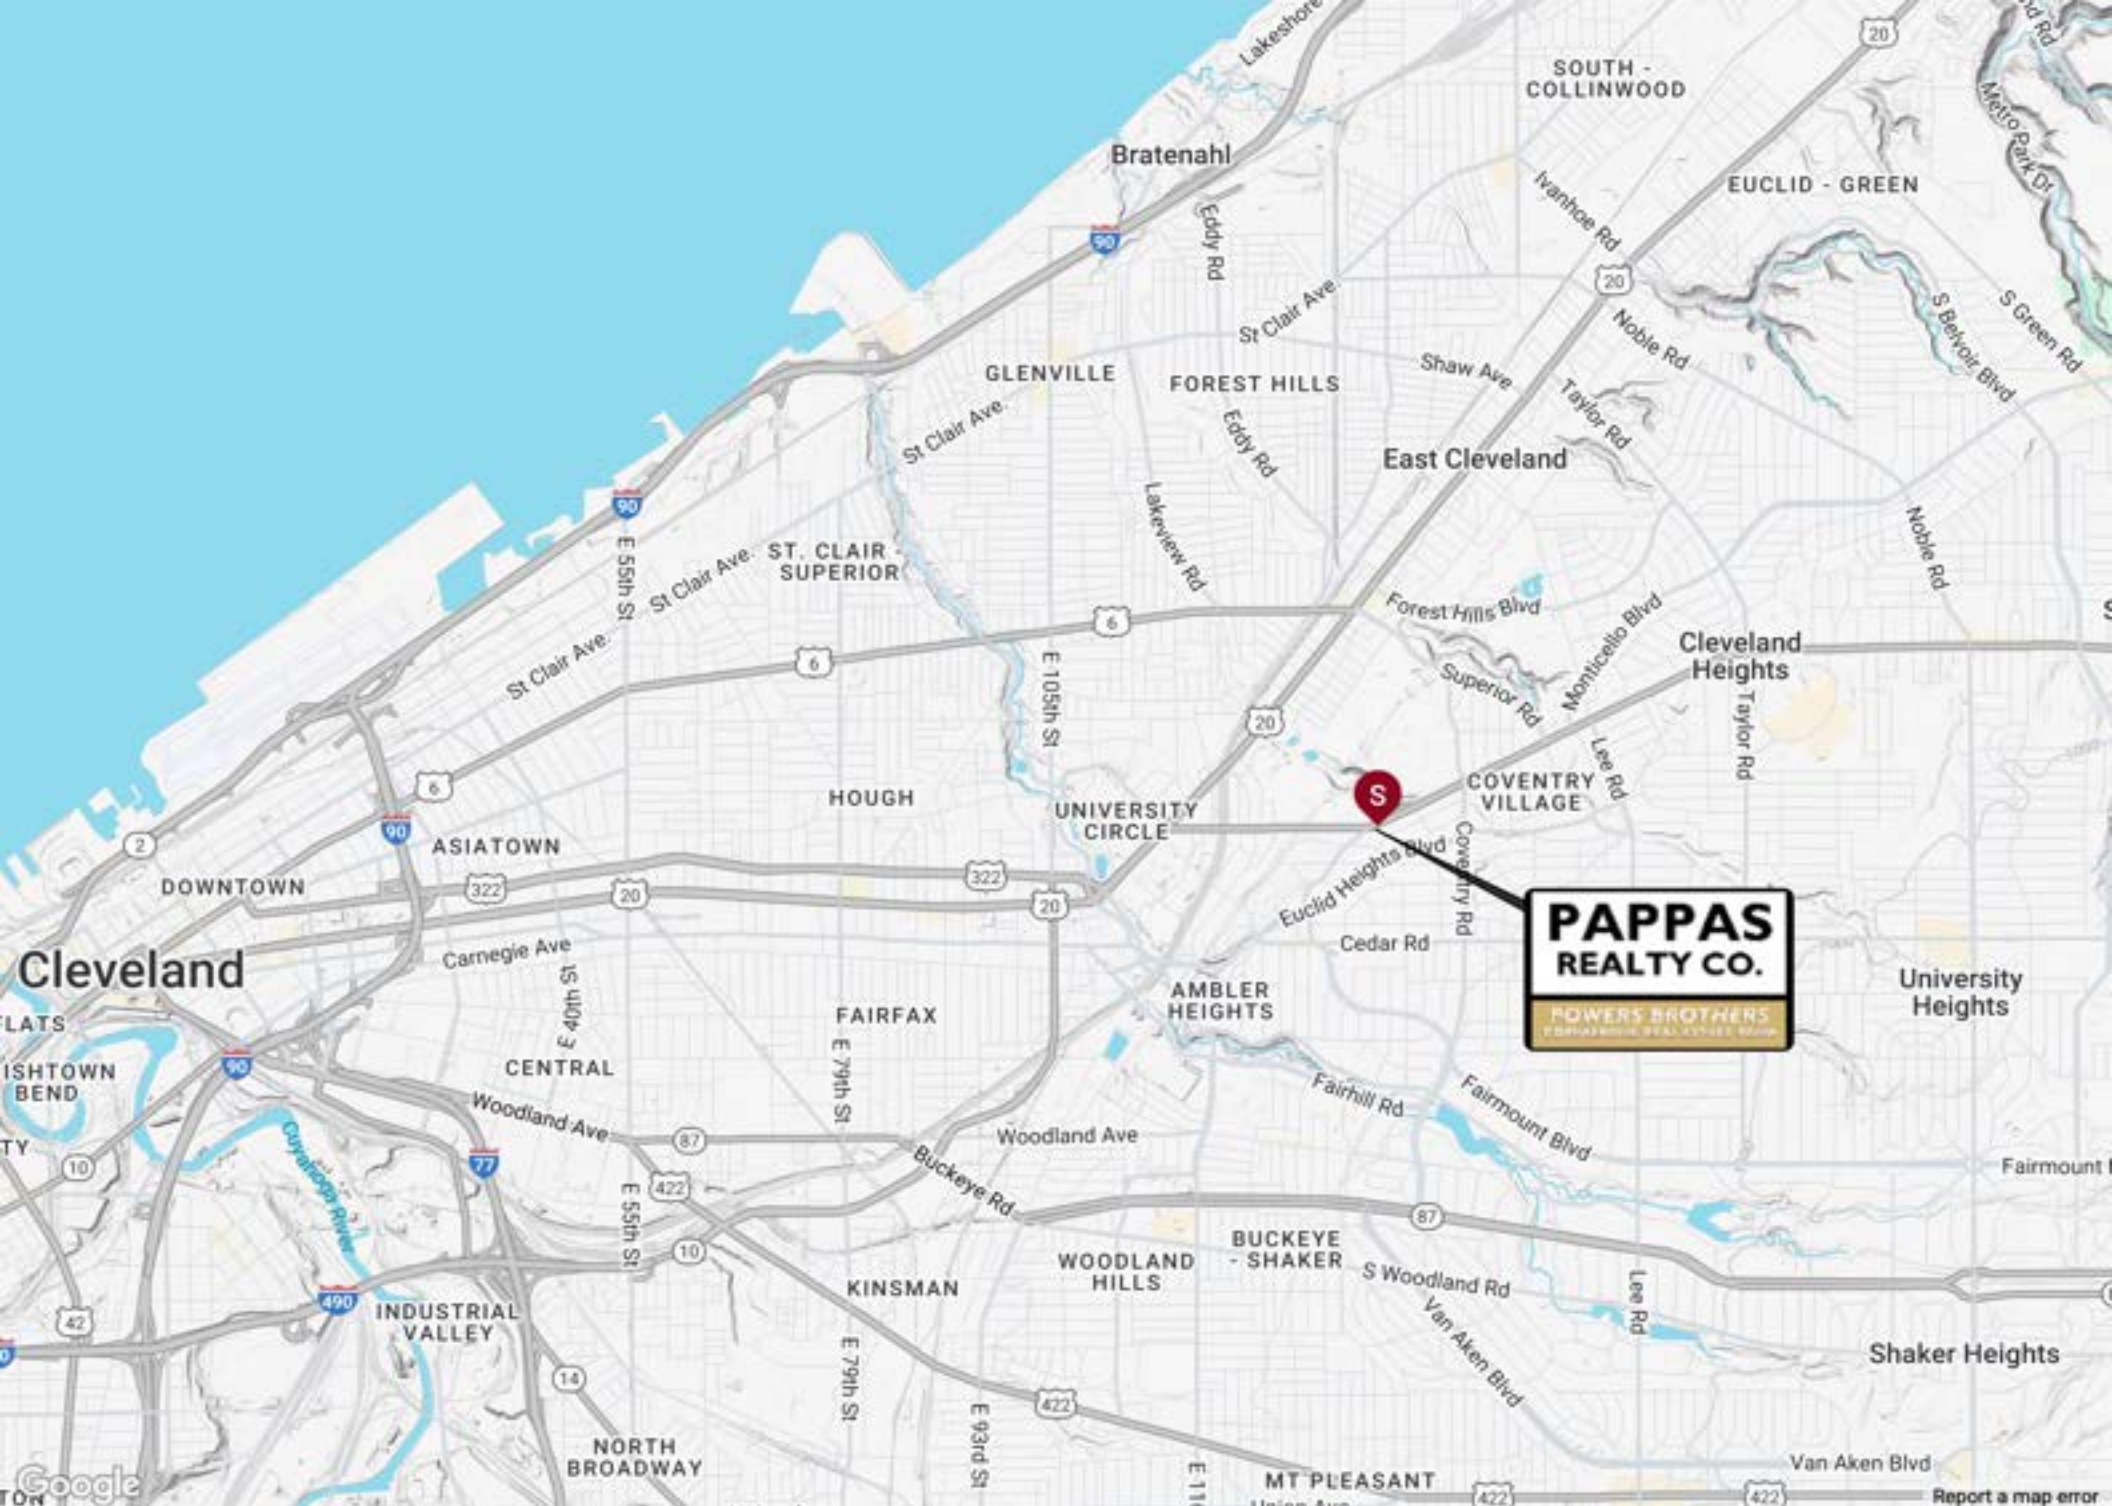 Lakeshore
20
SOUTH -
COLLINWOOD
Metro Park Dr
Bratenahl
Ivanhoe Rd
EUCLID - GREEN
90
Eddy Rd
20
St Clair Ave
Noble Rd
S Belvoir Blvd
S Green Rd
GLENVILLE
FOREST HILLS
Shaw Ave
Taylor Rd
St Clair Ave
Eddy Rd
East Cleveland
90
Lakeview Rd
Noble Rd
E 55th St
St Clair Ave
ST. CLAIR -
SUPERIOR
6
Forest Hills Blvd
Monticello Blvd
Cleveland
Heights
St Clair Ave
6
E 105th St
Superior Rd
Taylor Rd
20
Lee Rd
6
HOUGH
S
COVENTRY
VILLAGE
UNIVERSITY
CIRCLE
90
2
ASIATOWN
Euclid Heights Blvd
Coventry Rd
DOWNTOWN
322
20
322
20
PAPPAS
REALTY CO.
POWERS BROTHERS
Carnegie Ave
Cedar Rd
Cleveland
E 40th St
AMBLER
HEIGHTS
University
Heights
FLATS
FAIRFAX
90
CENTRAL
E 79th St
ISHTOWN
BEND
Fairhill Rd
Fairmount Blvd
Woodland Ave
87
Woodland Ave
TY
10
77
Cuyahoga River
Buckeye Rd
Fairmount
422
E 55th St
87
10
BUCKEYE
- SHAKER
WOODLAND
HILLS
S Woodland Rd
KINSMAN
490
INDUSTRIAL
VALLEY
Lee Rd
42
Van Aken Blvd
Shaker Heights
E 79th St
14
422
E 93rd St
NORTH
BROADWAY
Van Aken Blvd
E 11
MT PLEASANT
Google
TON
422
422
Report a map error